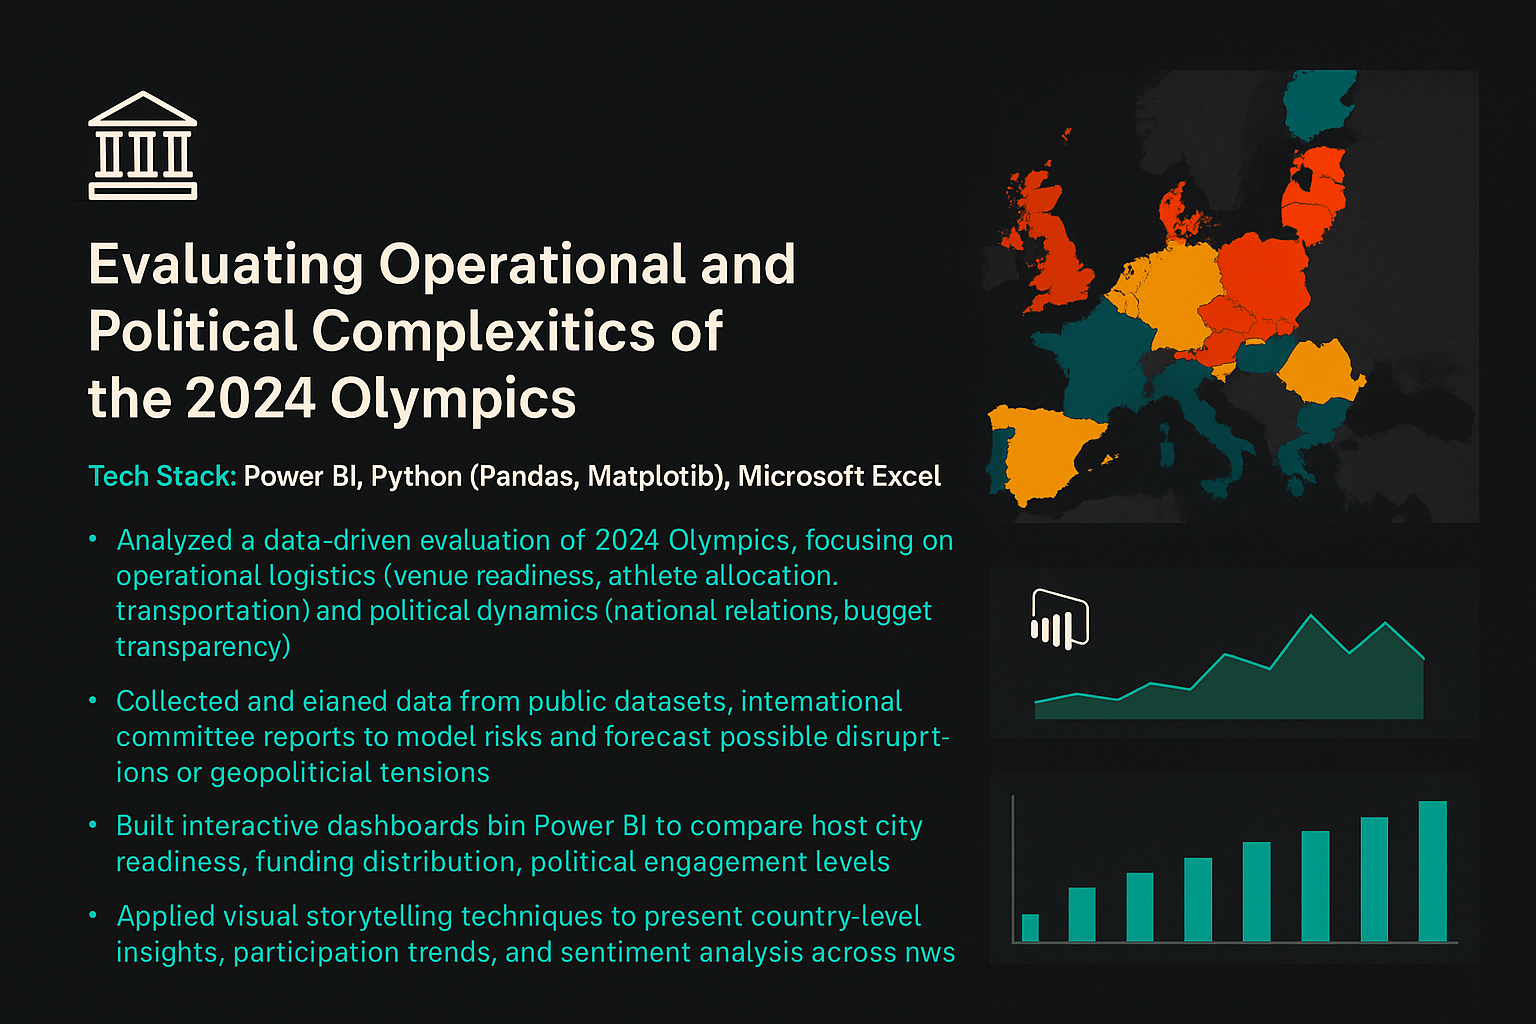 Evaluating Operational and
Political Complexitics of
the 2024 Olympics
Tech Stack: Power BI, Python (Pandas, Matplotib), Microsoft Excel
• Analyzed a data-driven evaluation of 2024 Olympics, focusing on
operational logistics (venue readiness, athlete allocation.
transportation) and political dynamics (national relations, bugget
transparency)
• Collected and eianed data from public datasets, intemational
committee reports to model risks and forecast possible disruprt-
ions or geopoliticial tensions
• Built interactive dashboards bin Power BI to compare host city
readiness, funding distribution, political engagement levels
• Applied visual storytelling techniques to present country-level
insights, participation trends, and sentiment analysis across nws